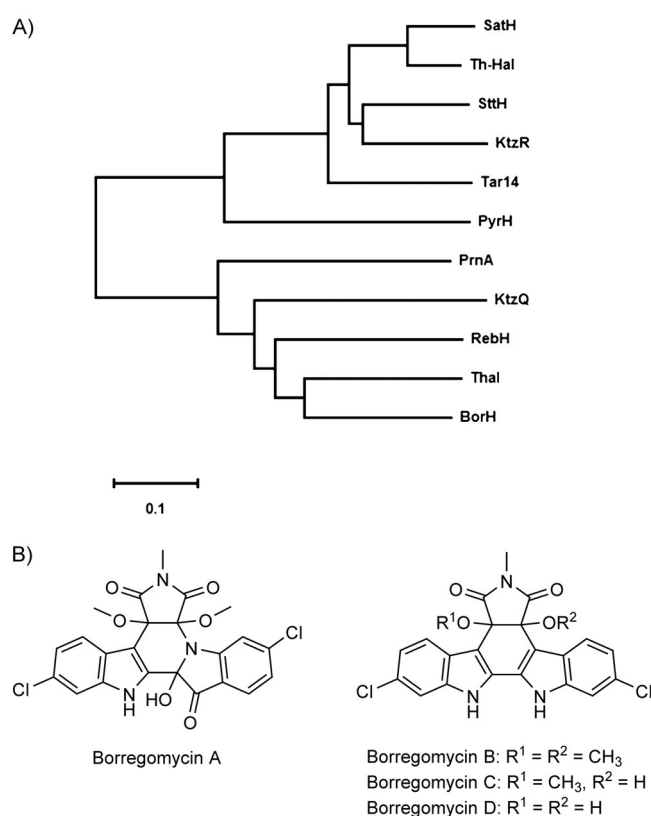 A)
SatH
Th-Hal
SttH
KtzR
Tar14
PyrH
PrnA
KtzQ
RebH
Thal
BorH
0.1
B)
O N O
O O
N Cl
Cl N H HO O
Borregomycin A
O N O
R¹O OR²
Cl N H N H Cl
Borregomycin B: R¹ = R² = CH₃
Borregomycin C: R¹ = CH₃, R² = H
Borregomycin D: R¹ = R² = H